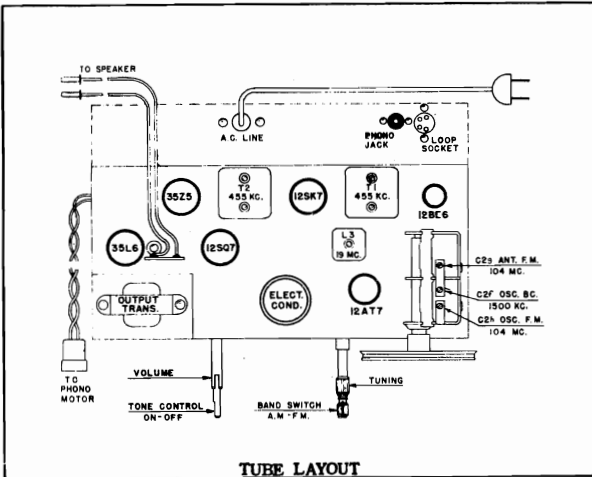 TO SPEAKER
A.C. LINE
PHONO
JACK
LOOP
SOCKET
35Z5
T2
455 KC.
12SK7
T1
455 KC.
12BE6
35L6
12SQ7
L3
19 MC.
C2g ANT. F.M.
104 MC.
OUTPUT
TRANS.
ELECT.
COND.
12AT7
C2f OSC. BC.
1500 KC.
C2h OSC. F.M.
104 MC.
TO
PHONO
MOTOR
VOLUME
TONE CONTROL
ON-OFF
TUNING
BAND SWITCH
A.M-F.M.
TUBE LAYOUT